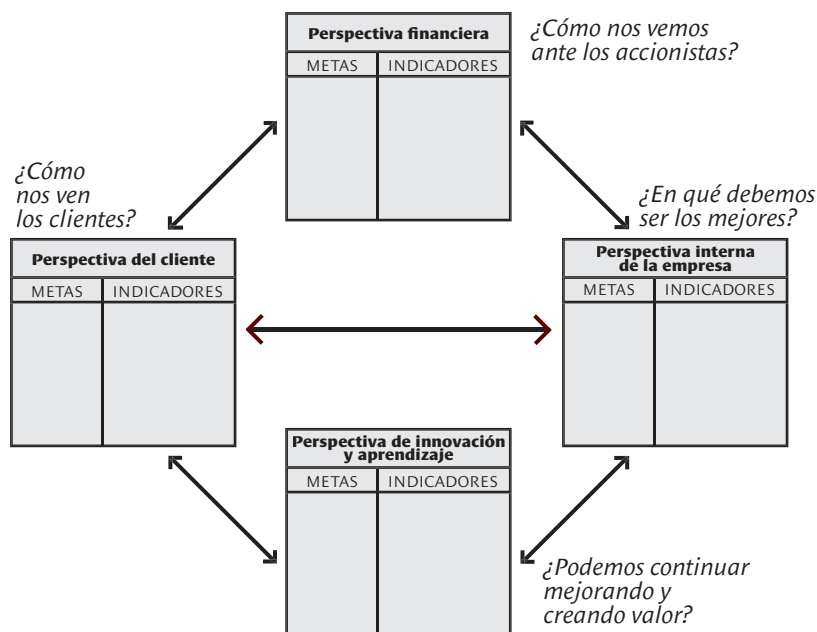 Perspectiva financiera
METAS INDICADORES
¿Cómo nos vemos
ante los accionistas?
¿Cómo
nos ven
los clientes?
Perspectiva del cliente
METAS INDICADORES
¿En qué debemos
ser los mejores?
Perspectiva interna
de la empresa
METAS INDICADORES
Perspectiva de innovación
y aprendizaje
METAS INDICADORES
¿Podemos continuar
mejorando y
creando valor?